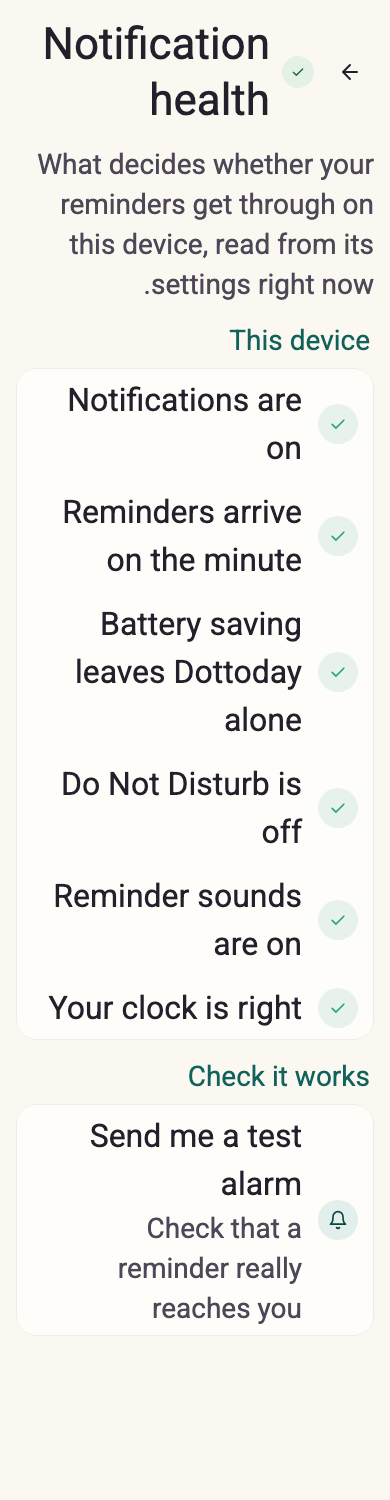 Notification
health
What decides whether your
reminders get through on
this device, read from its
.settings right now
This device
Notifications are
on
Reminders arrive
on the minute
Battery saving
leaves Dottoday
alone
Do Not Disturb is
off
Reminder sounds
are on
Your clock is right
Check it works
Send me a test
alarm
Check that a
reminder really
reaches you